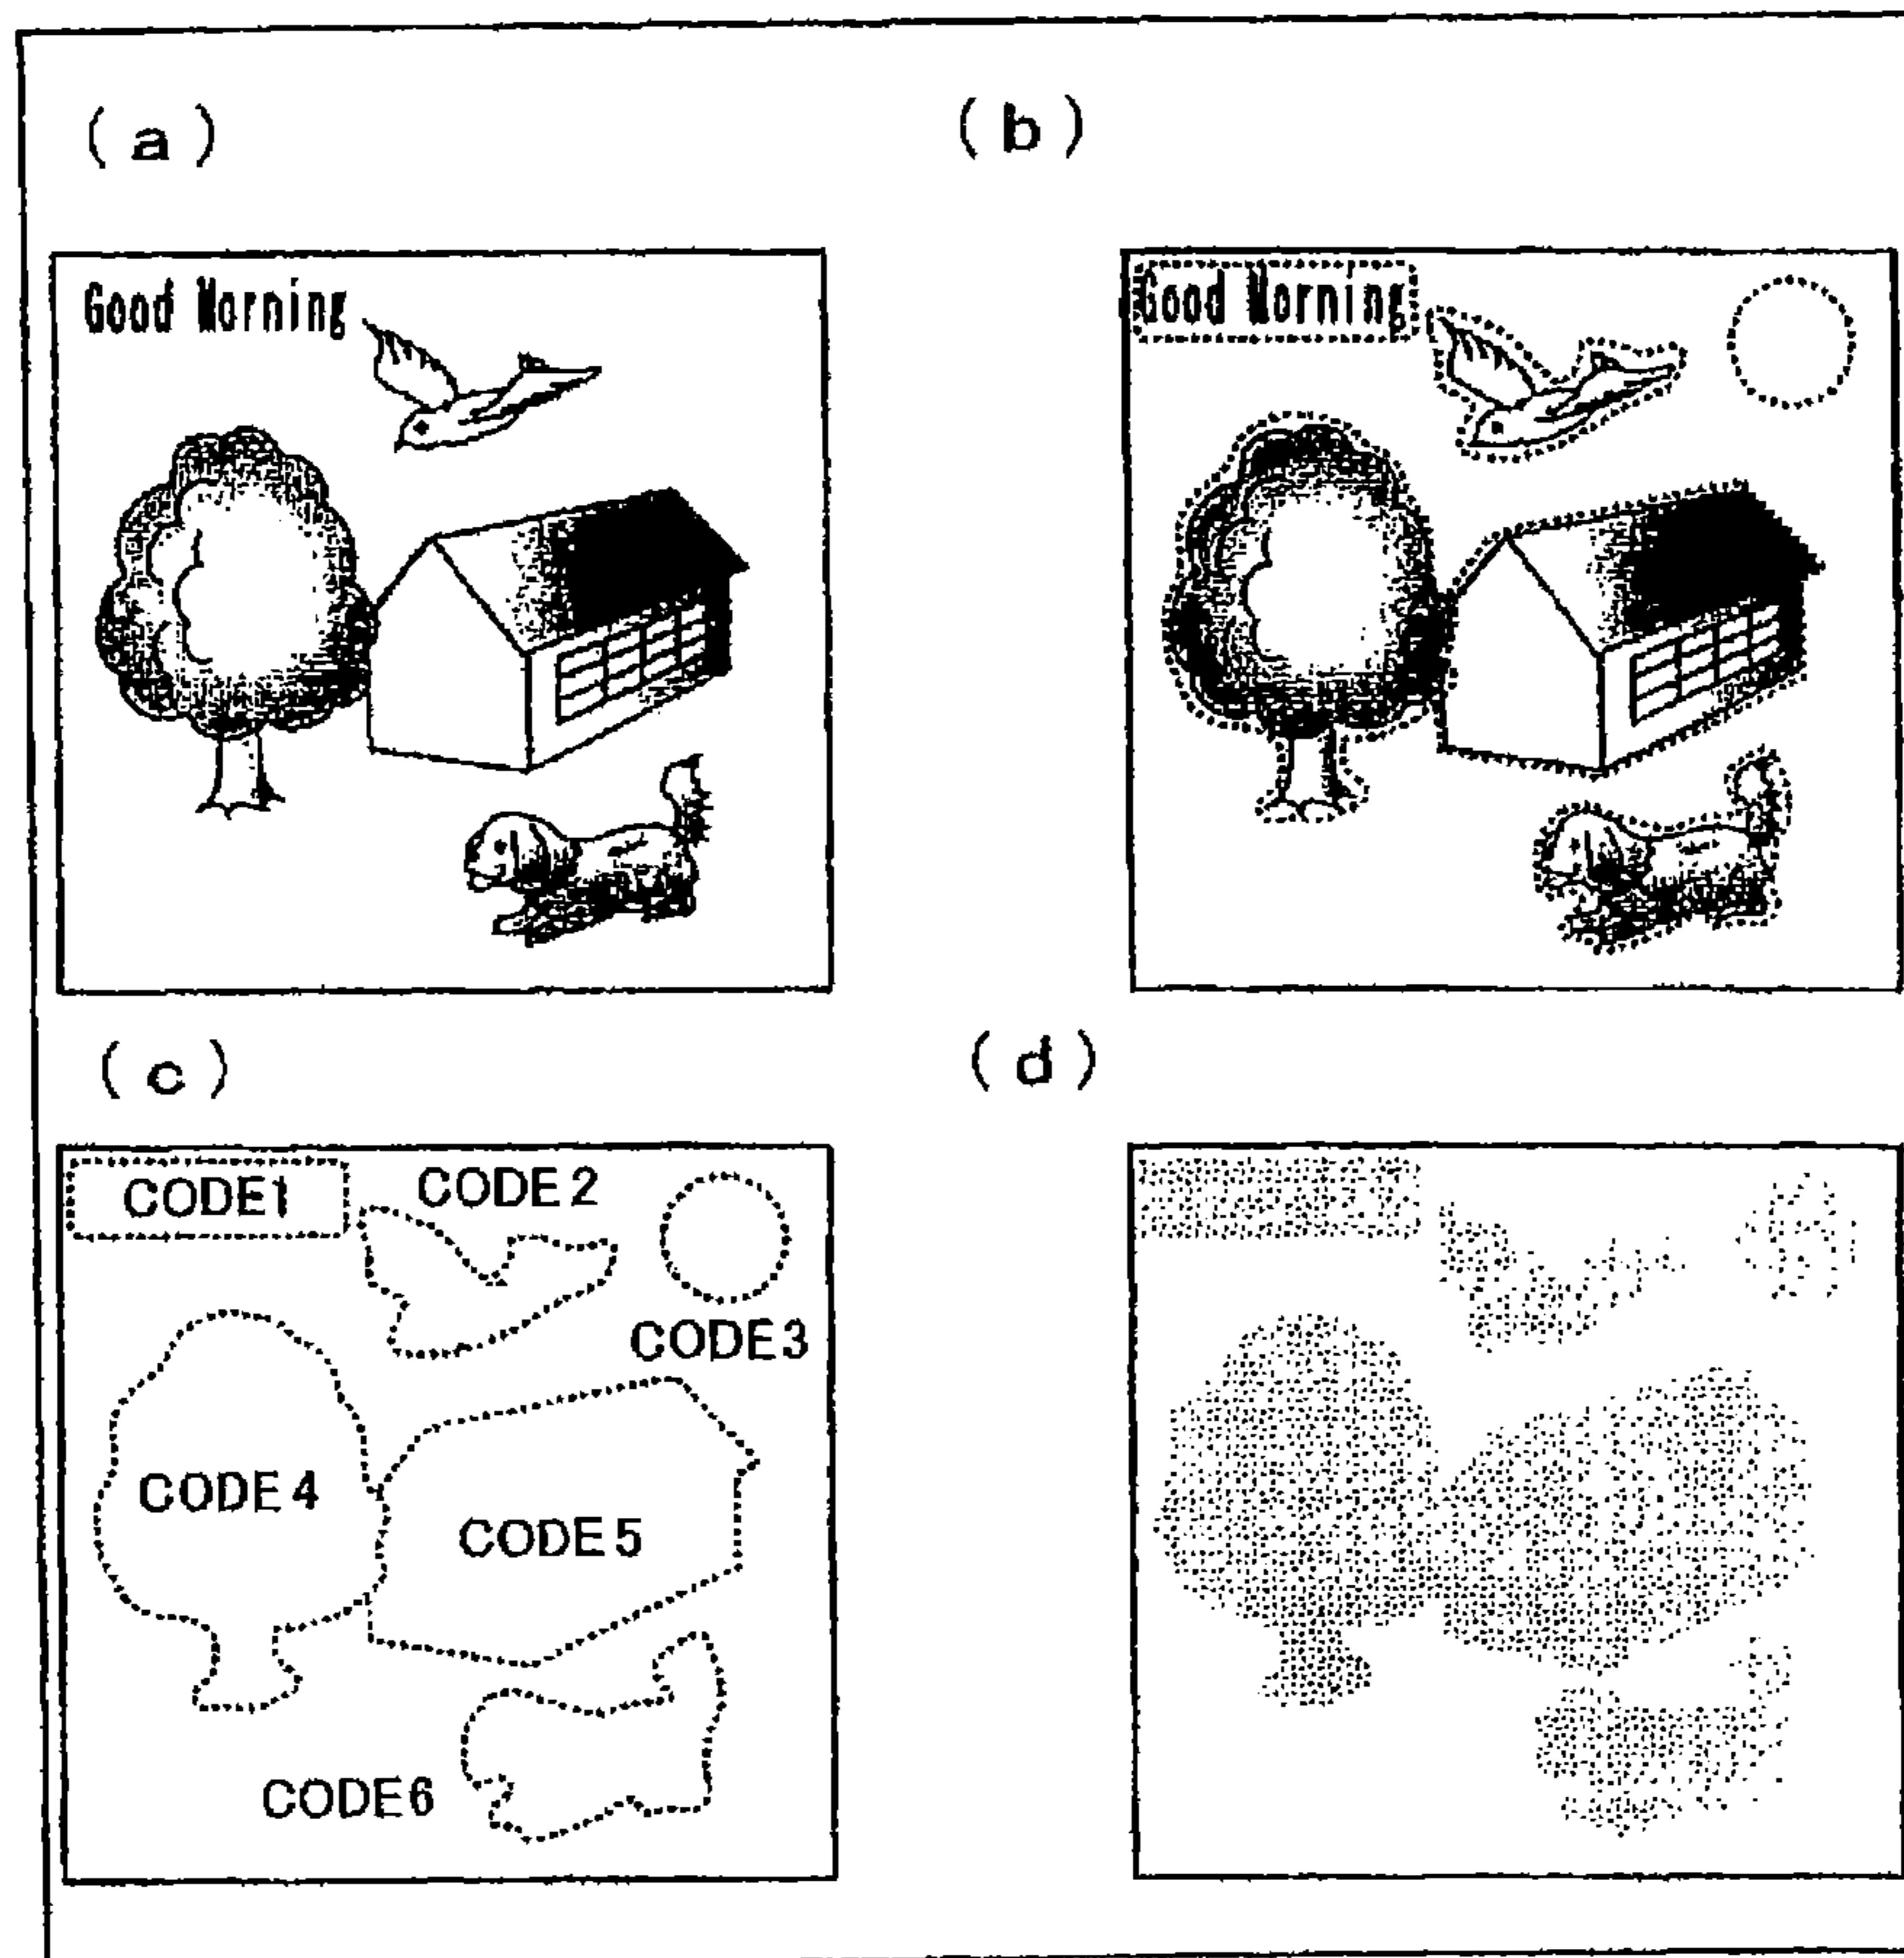 (a)
(b)
Good Morning
Good Morning
(c)
(d)
CODE1
CODE2
CODE3
CODE4
CODE5
CODE6